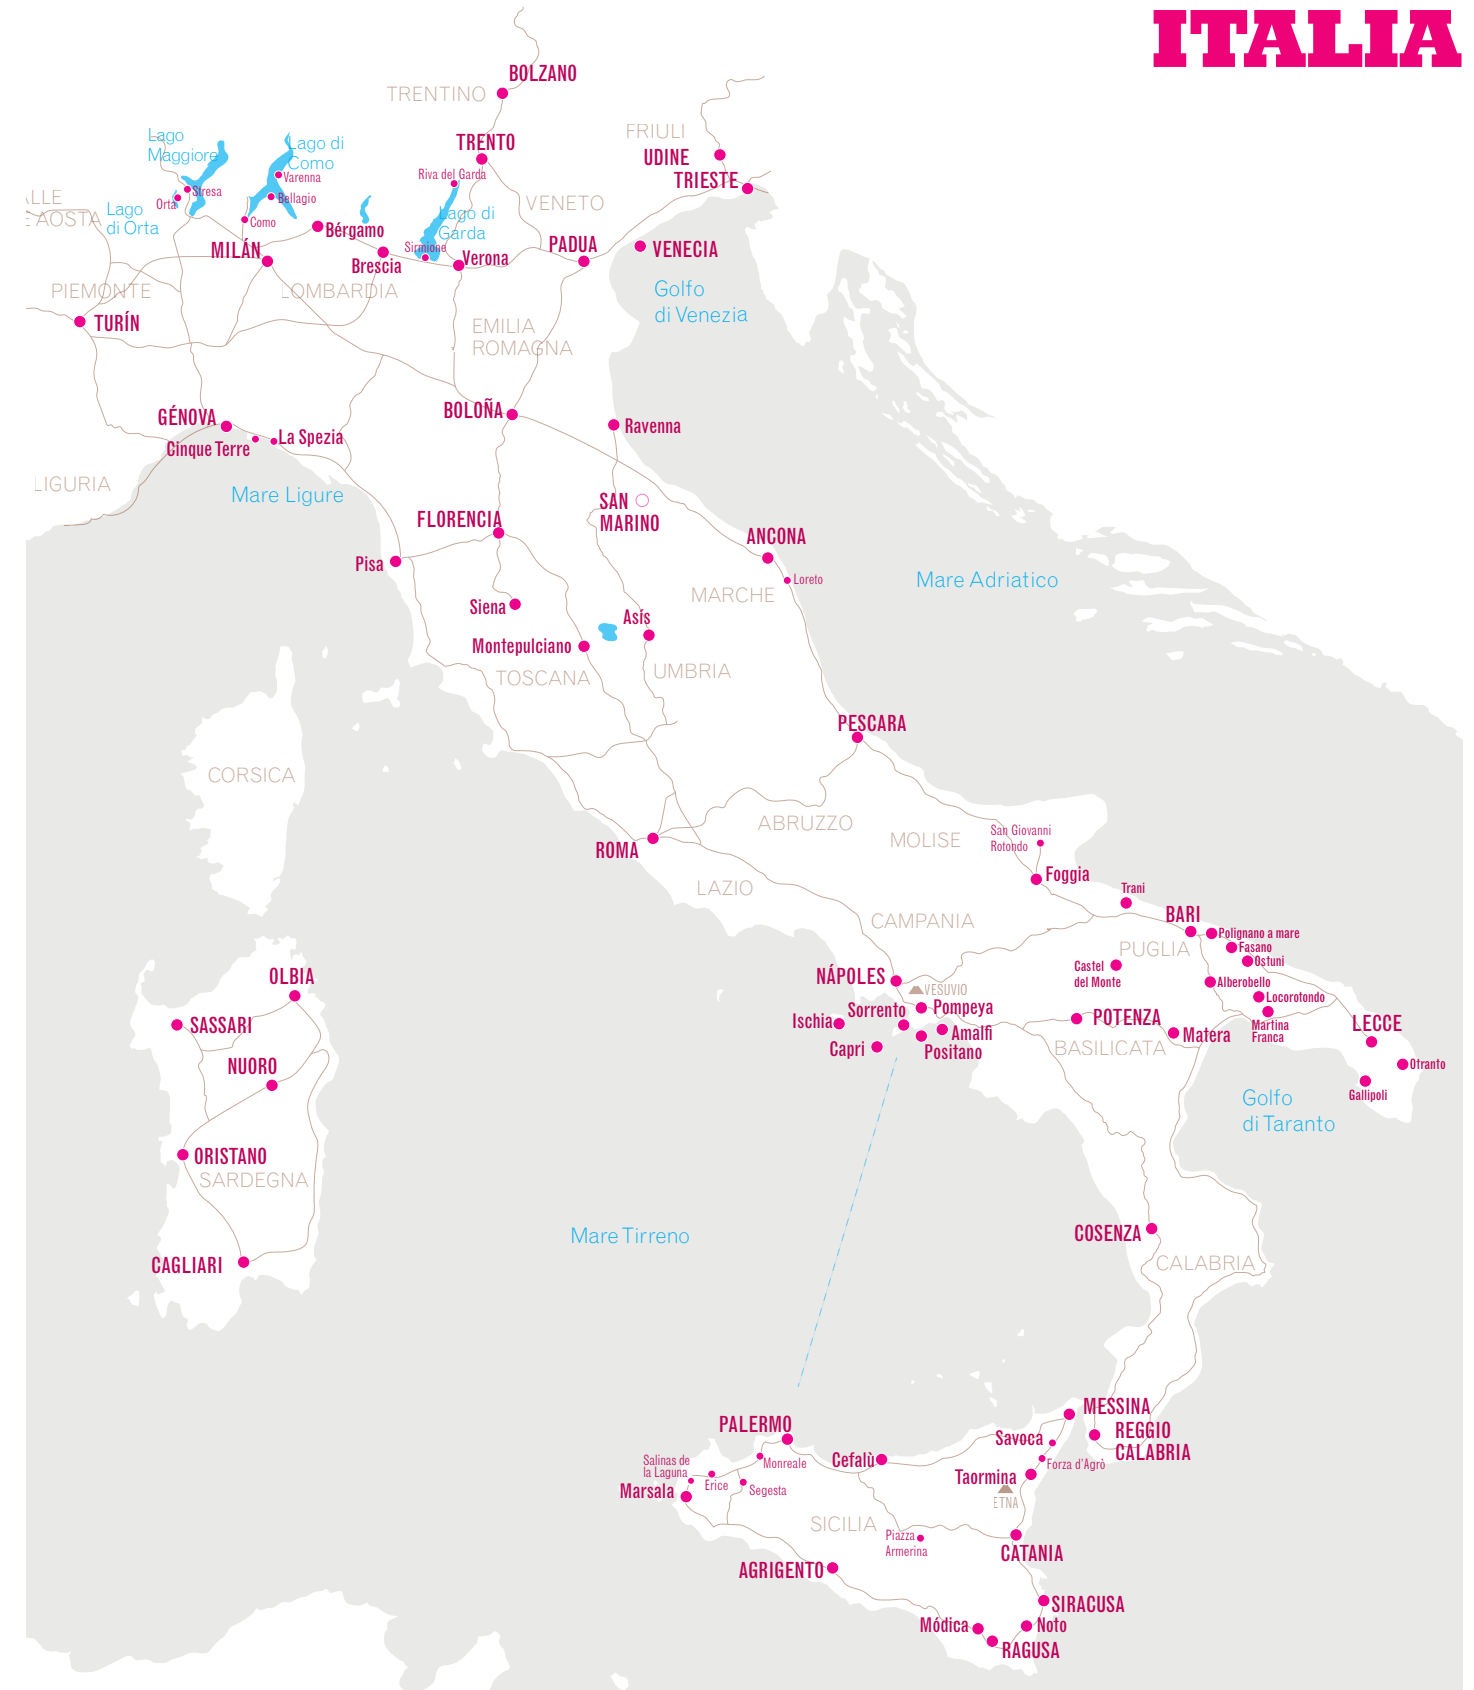 ITALIA
BOLZANO
TRENTINO
TRENTO
FRIULI
UDINE
TRIESTE
Lago
Maggiore
Lago di
Como
Varenna
Stresa
Orta
Bellagio
Lago
di Orta
Como
Riva del Garda
Lago di
Garda
Sirmione
VENETO
ALLE
E AOSTA
Bérgamo
MILÁN
Brescia
Verona
PADUA
VENECIA
Golfo
di Venezia
PIEMONTE
LOMBARDIA
TURÍN
EMILIA
ROMAGNA
GÉNOVA
BOLOÑA
Ravenna
Cinque Terre
La Spezia
LIGURIA
Mare Ligure
SAN
MARINO
FLORENCIA
ANCONA
Pisa
Loreto
Mare Adriatico
MARCHE
Siena
Asís
Montepulciano
TOSCANA
UMBRIA
PESCARA
CORSICA
ABRUZZO
MOLISE
San Giovanni
Rotondo
ROMA
LAZIO
Foggia
Trani
CAMPANIA
BARI
Polignano a mare
Fasano
Ostuni
PUGLIA
Castel
del Monte
Alberobello
Locorotondo
Martina
Franca
OLBIA
NÁPOLES
VESUVIO
Sorrento
Pompeya
Ischia
Amalfi
Capri
Positano
POTENZA
Matera
BASILICATA
LECCE
Otranto
Gallipoli
SASSARI
NUORO
Golfo
di Taranto
ORISTANO
SARDEGNA
Mare Tirreno
COSENZA
CALABRIA
CAGLIARI
MESSINA
REGGIO
CALABRIA
PALERMO
Savoca
Cefalù
Forza d'Agrò
Monreale
Salinas de
la Laguna
Erice
Segesta
Marsala
Taormina
ETNA
SICILIA
Piazza
Armerina
CATANIA
AGRIGENTO
SIRACUSA
Módica
Noto
RAGUSA